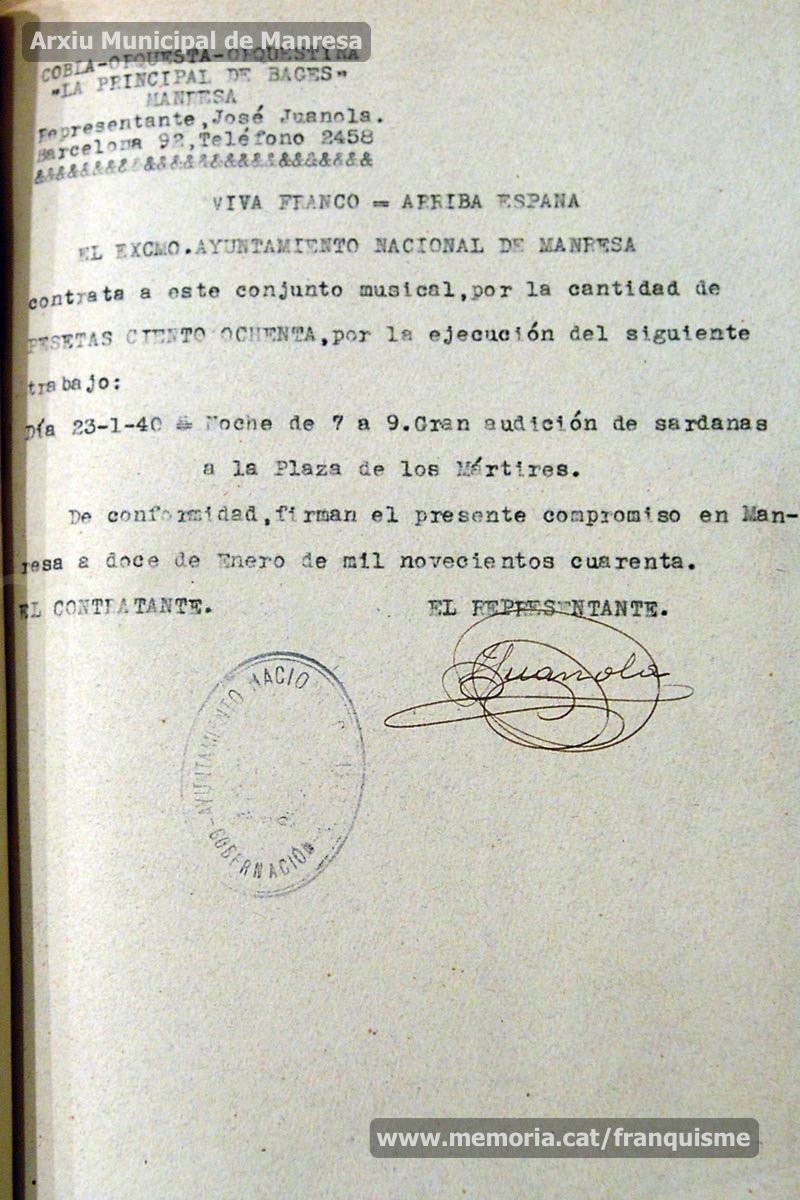 Arxiu Municipal de Manresa
COBLA-ORQUESTA-ORQUESTINA
"LA PRINCIPAL DE BAGES"
MANRESA
Representante,José Juanola.
Barcelona 92,Teléfono 2458
&&&&&&&&&&&&&&&&&&&&&&&&&&&
VIVA FRANCO = ARRIBA ESPAÑA
EL EXCMO.AYUNTAMIENTO NACIONAL DE MANRESA
contrata a este conjunto musical,por la cantidad de
PESETAS CIENTO OCHENTA,por la ejecución del siguiente
trabajo:
Día 23-1-40 = Noche de 7 a 9.Gran audición de sardanas
a la Plaza de los Mártires.
De conformidad,firman el presente compromiso en Man-
resa a doce de Enero de mil novecientos cuarenta.
EL CONTRATANTE. EL REPRESENTANTE.
Juanola
AYUNTAMIENTO NACIO
GOBERNACIÓN
www.memoria.cat/franquisme